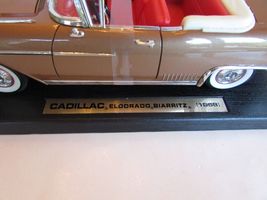 CADILLAC, ELDORADO, BIARRITZ, (1958)